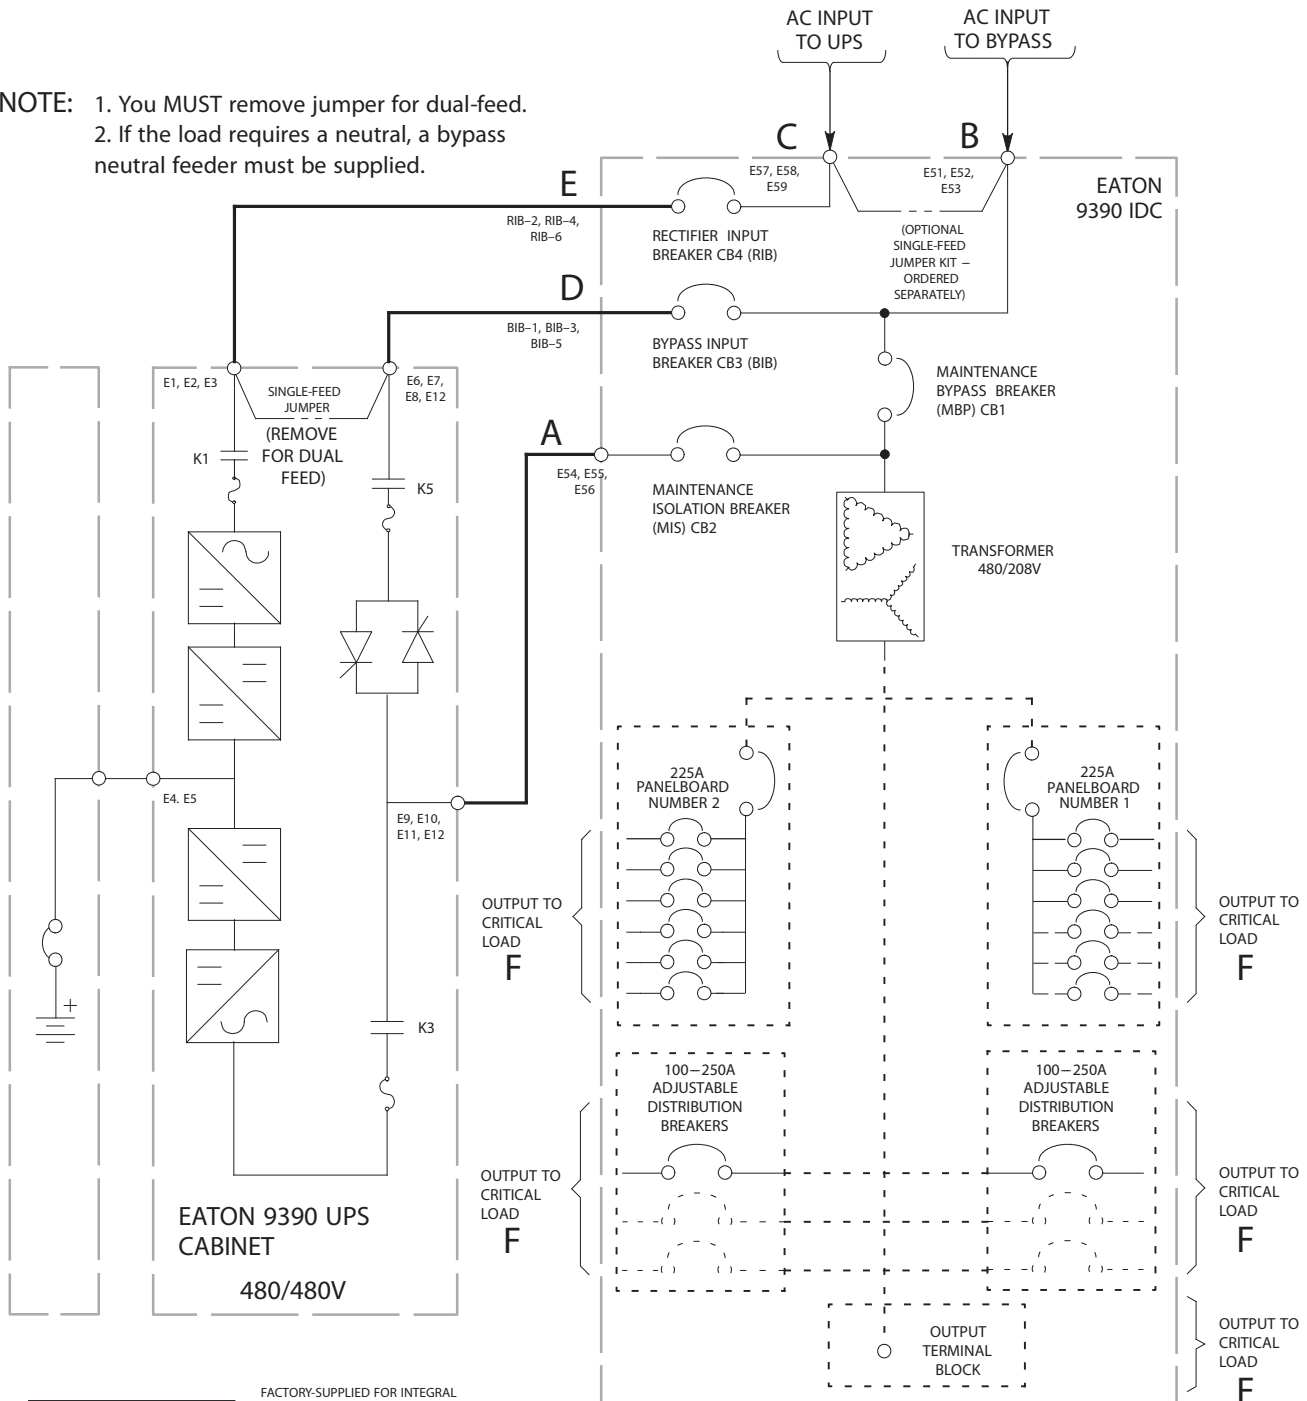 AC INPUT
TO UPS
AC INPUT
TO BYPASS
NOTE: 1. You MUST remove jumper for dual-feed.
2. If the load requires a neutral, a bypass
neutral feeder must be supplied.
C
B
E57, E58,
E59
E51, E52,
E53
EATON
9390 IDC
E
RIB–2, RIB–4,
RIB–6
RECTIFIER INPUT
BREAKER CB4 (RIB)
(OPTIONAL
SINGLE-FEED
JUMPER KIT –
ORDERED
SEPARATELY)
D
BIB–1, BIB–3,
BIB–5
BYPASS INPUT
BREAKER CB3 (BIB)
MAINTENANCE
BYPASS BREAKER
(MBP) CB1
E1, E2, E3
SINGLE-FEED
JUMPER
(REMOVE
FOR DUAL
FEED)
E6, E7,
E8, E12
K1
K5
A
E54, E55,
E56
MAINTENANCE
ISOLATION BREAKER
(MIS) CB2
TRANSFORMER
480/208V
E4. E5
E9, E10,
E11, E12
225A
PANELBOARD
NUMBER 2
225A
PANELBOARD
NUMBER 1
OUTPUT TO
CRITICAL
LOAD
F
OUTPUT TO
CRITICAL
LOAD
F
+
K3
100–250A
ADJUSTABLE
DISTRIBUTION
BREAKERS
100–250A
ADJUSTABLE
DISTRIBUTION
BREAKERS
OUTPUT TO
CRITICAL
LOAD
F
OUTPUT TO
CRITICAL
LOAD
F
EATON 9390 UPS
CABINET
480/480V
OUTPUT
TERMINAL
BLOCK
OUTPUT TO
CRITICAL
LOAD
F
FACTORY-SUPPLIED FOR INTEGRAL